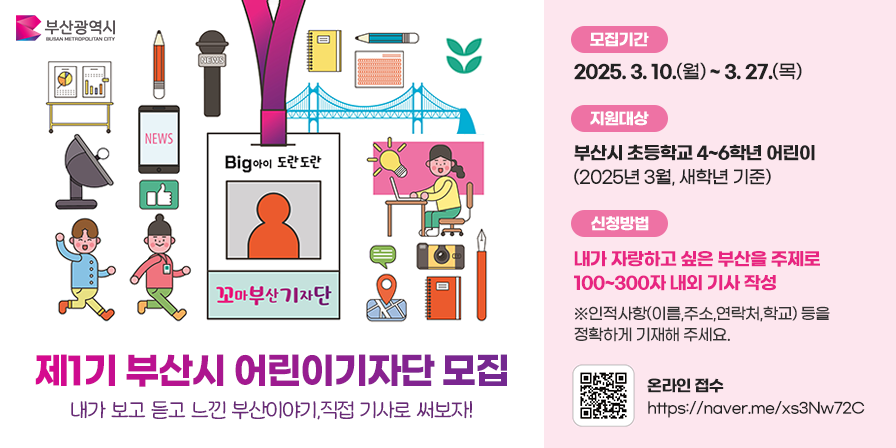 부산광역시
BUSAN METROPOLITAN CITY
NEWS
NEWS
Big아이 도란도란
꼬마부산기자단
제1기 부산시 어린이기자단 모집
내가 보고 듣고 느낀 부산이야기,직접 기사로 써보자!
모집기간
2025. 3. 10.(월) ~ 3. 27.(목)
지원대상
부산시 초등학교 4~6학년 어린이
(2025년 3월, 새학년 기준)
신청방법
내가 자랑하고 싶은 부산을 주제로
100~300자 내외 기사 작성
※인적사항(이름,주소,연락처,학교) 등을
정확하게 기재해 주세요.
온라인 접수
https://naver.me/xs3Nw72C